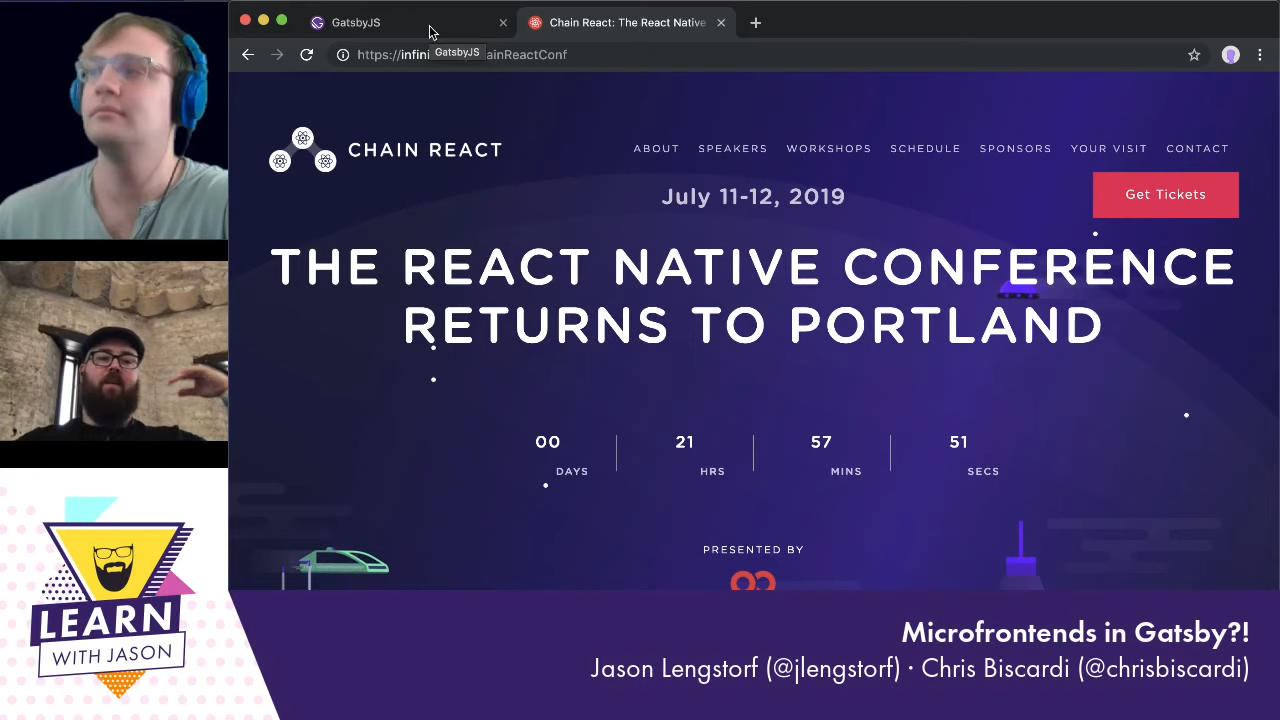 GatsbyJS
Chain React: The React Native
GatsbyJS
https://infini
ainReactConf
CHAIN REACT
ABOUT SPEAKERS WORKSHOPS SCHEDULE SPONSORS YOUR VISIT CONTACT
Get Tickets
July 11-12, 2019
THE REACT NATIVE CONFERENCE
RETURNS TO PORTLAND
00 21 57 51
DAYS HRS MINS SECS
PRESENTED BY
LEARN
WITH JASON
Microfrontends in Gatsby?!
Jason Lengstorf (@jlengstorf) · Chris Biscardi (@chrisbiscardi)